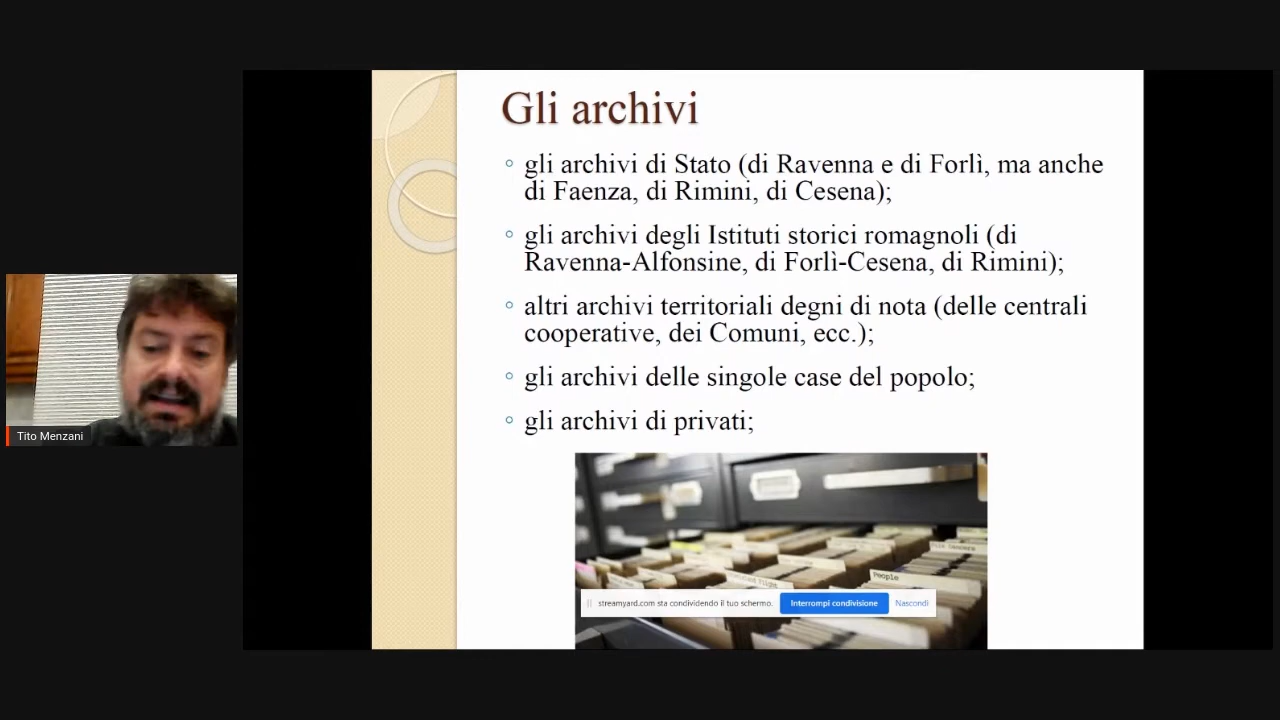 Gli archivi
gli archivi di Stato (di Ravenna e di Forlì, ma anche
di Faenza, di Rimini, di Cesena);
gli archivi degli Istituti storici romagnoli (di
Ravenna-Alfonsine, di Forlì-Cesena, di Rimini);
altri archivi territoriali degni di nota (delle centrali
cooperative, dei Comuni, ecc.);
gli archivi delle singole case del popolo;
gli archivi di privati;
Tito Menzani
People
streamyard.com sta condividendo il tuo schermo.
Interrompi condivisione
Nascondi